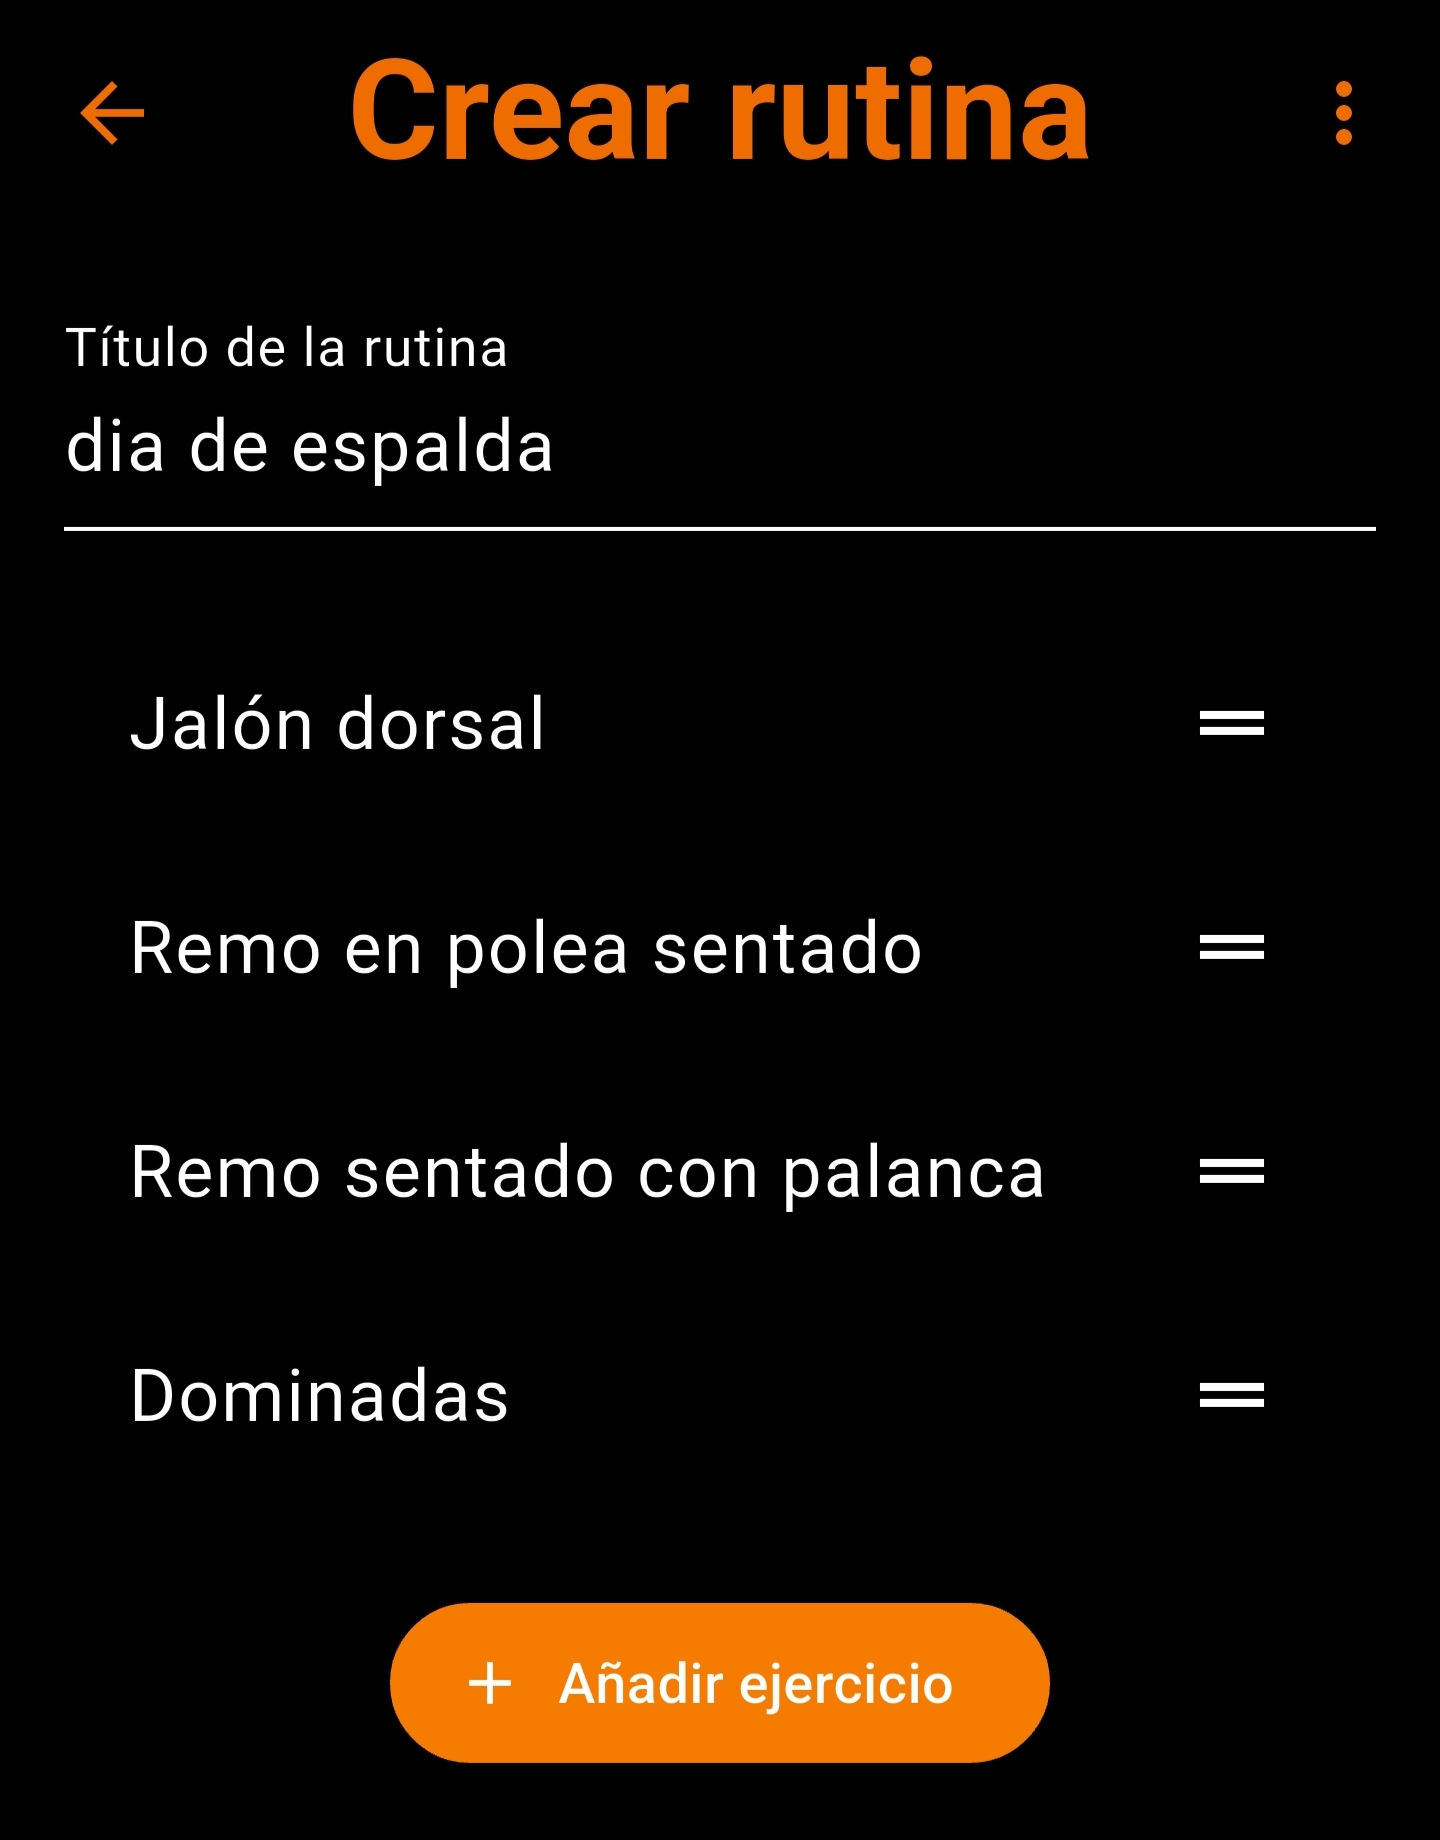 Crear rutina
Título de la rutina
dia de espalda
Jalón dorsal
Remo en polea sentado
Remo sentado con palanca
Dominadas
+ Añadir ejercicio